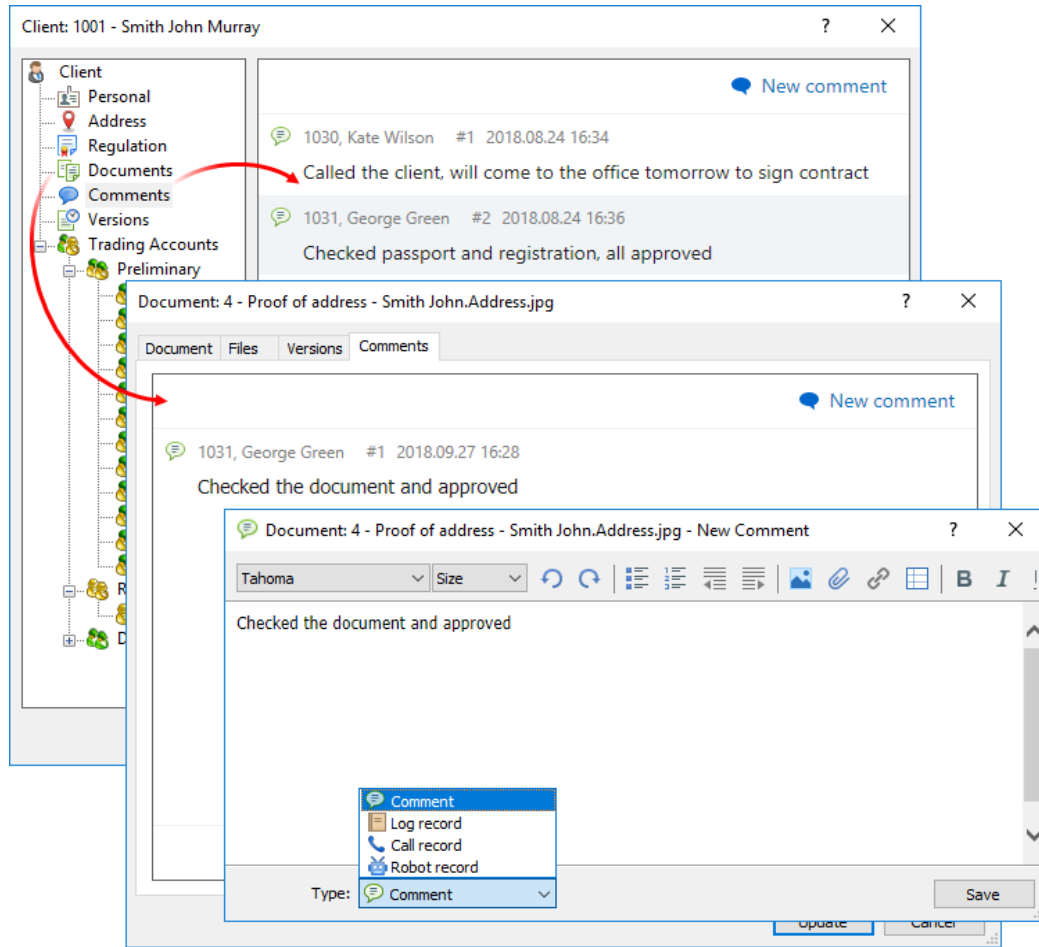 Client: 1001 - Smith John Murray
?
Client
Personal
Address
Regulation
Documents
Comments
Versions
Trading Accounts
Preliminary
R
D
New comment
1030, Kate Wilson #1 2018.08.24 16:34
Called the client, will come to the office tomorrow to sign contract
1031, George Green #2 2018.08.24 16:36
Checked passport and registration, all approved
Document: 4 - Proof of address - Smith John.Address.jpg
?
Document Files Versions Comments
New comment
1031, George Green #1 2018.09.27 16:28
Checked the document and approved
Document: 4 - Proof of address - Smith John.Address.jpg - New Comment
?
Tahoma Size B I
Checked the document and approved
Comment
Log record
Call record
Robot record
Type: Comment Save
Update Cancel